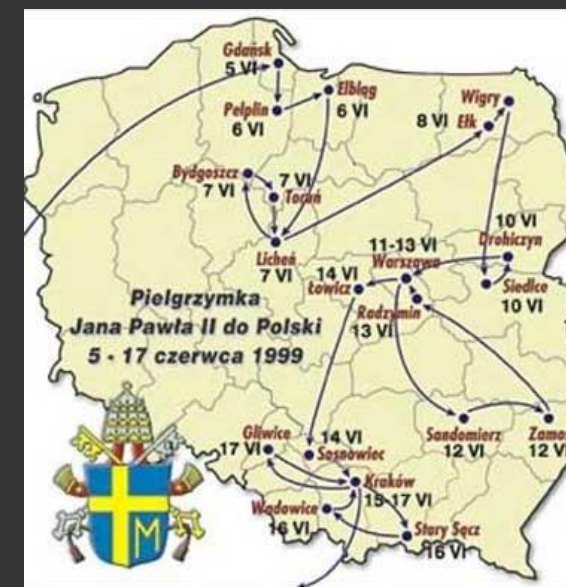 Gdańsk
5 VI
Elbląg
6 VI
Pelplin
6 VI
Wigry
8 VI
Ełk
Bydgoszcz
7 VI
7 VI
Toruń
Licheń
7 VI
10 VI
Drohiczyn
11-13 VI
Warszawa
14 VI
Łowicz
Siedlce
10 VI
Radzymin
13 VI
Pielgrzymka
Jana Pawła II do Polski
5 - 17 czerwca 1999
Sandomierz
12 VI
Zamo
12 VI
Gliwice
17 VI
14 VI
Sosnowiec
Kraków
15-17 VI
Wadowice
16 VI
Stary Sącz
16 VI
M